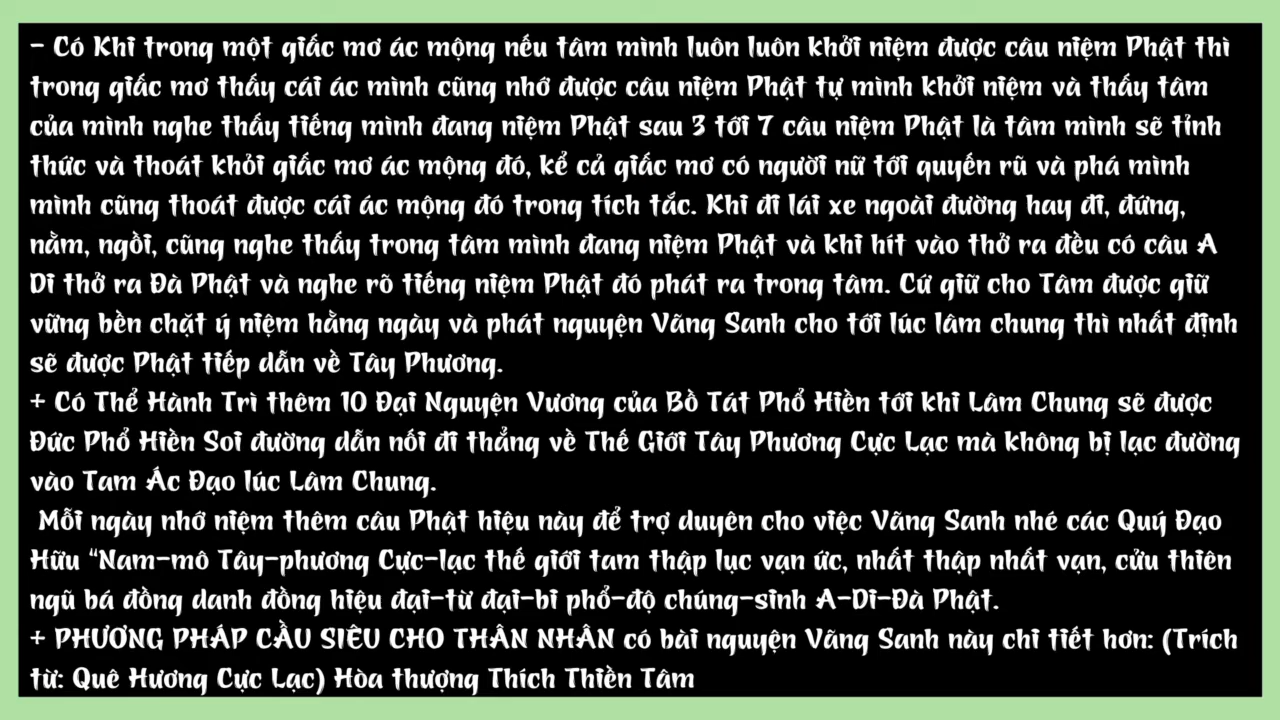 - Có Khi trong một giấc mơ ác mộng nếu tâm mình luôn luôn khởi niệm được câu niệm Phật thì
trong giấc mơ thấy cái ác mình cũng nhớ được câu niệm Phật tự mình khởi niệm và thấy tâm
của mình nghe thấy tiếng mình đang niệm Phật sau 3 tới 7 câu niệm Phật là tâm mình sẽ tỉnh
thức và thoát khỏi giấc mơ ác mộng đó, kể cả giấc mơ có người nữ tới quyến rũ và phá mình
mình cũng thoát được cái ác mộng đó trong tích tắc. Khi đi lái xe ngoài đường hay đi, đứng,
nằm, ngồi, cũng nghe thấy trong tâm mình đang niệm Phật và khi hít vào thở ra đều có câu A
Di thở ra Đà Phật và nghe rõ tiếng niệm Phật đó phát ra trong tâm. Cứ giữ cho Tâm được giữ
vững bền chặt ý niệm hằng ngày và phát nguyện Vãng Sanh cho tới lúc lâm chung thì nhất định
sẽ được Phật tiếp dẫn về Tây Phương.
+ Có Thể Hành Trì thêm 10 Đại Nguyện Vương của Bồ Tát Phổ Hiền tới khi Lâm Chung sẽ được
Đức Phổ Hiền Soi đường dẫn nối đi thẳng về Thế Giới Tây Phương Cực Lạc mà không bị lạc đường
vào Tam Ác Đạo lúc Lâm Chung.
Mỗi ngày nhớ niệm thêm câu Phật hiệu này để trợ duyên cho việc Vãng Sanh nhé các Quý Đạo
Hữu “Nam-mô Tây-phương Cực-lạc thế giới tam thập lục vạn ức, nhất thập nhất vạn, cửu thiên
ngũ bá đồng danh đồng hiệu đại-từ đại-bi phổ-độ chúng-sinh A-Di-Đà Phật.
+ PHƯƠNG PHÁP CẦU SIÊU CHO THÂN NHÂN có bài nguyện Vãng Sanh này chi tiết hơn: (Trích
từ: Quê Hương Cực Lạc) Hòa thượng Thích Thiền Tâm